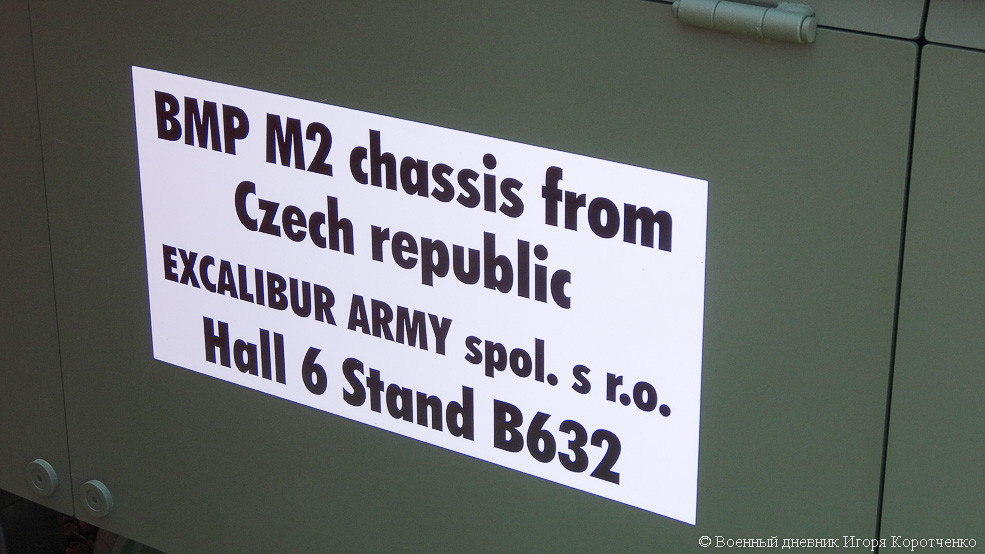 BMP M2 chassis from
Czech republic
EXCALIBUR ARMY spol. s r.o.
Hall 6 Stand B632
© Военный дневник Игоря Коротченко